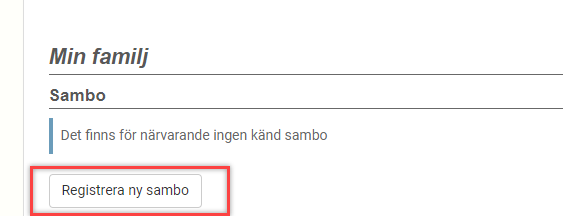 Min familj
Sambo
Det finns för närvarande ingen känd sambo
Registrera ny sambo